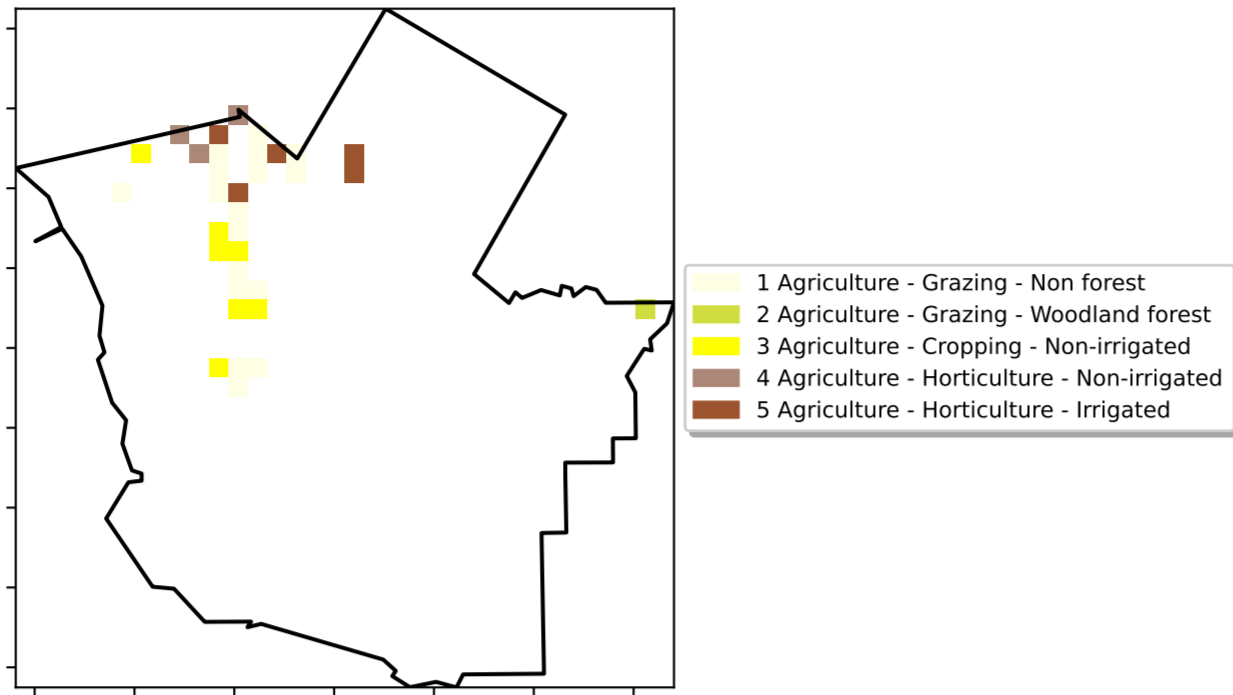 1 Agriculture - Grazing - Non forest
2 Agriculture - Grazing - Woodland forest
3 Agriculture - Cropping - Non-irrigated
4 Agriculture - Horticulture - Non-irrigated
5 Agriculture - Horticulture - Irrigated